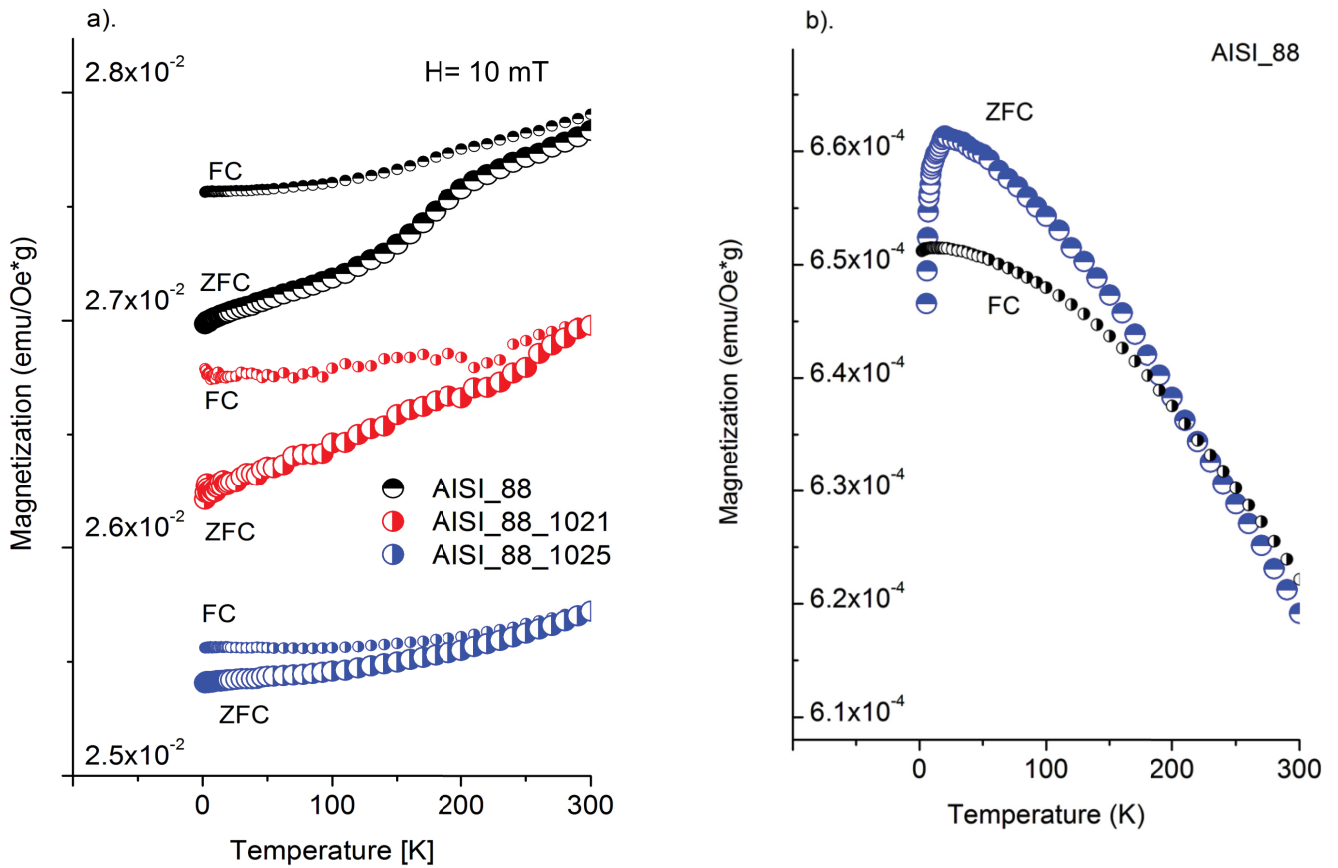 a).
H= 10 mT
2.8x10⁻²
2.7x10⁻²
2.6x10⁻²
2.5x10⁻²
Magnetization (emu/Oe*g)
FC
ZFC
FC
ZFC
FC
ZFC
AISI_88
AISI_88_1021
AISI_88_1025
0 100 200 300
Temperature [K]
b).
AISI_88
ZFC
FC
6.6x10⁻⁴
6.5x10⁻⁴
6.4x10⁻⁴
6.3x10⁻⁴
6.2x10⁻⁴
6.1x10⁻⁴
Magnetization (emu/Oe*g)
0 100 200 300
Temperature (K)